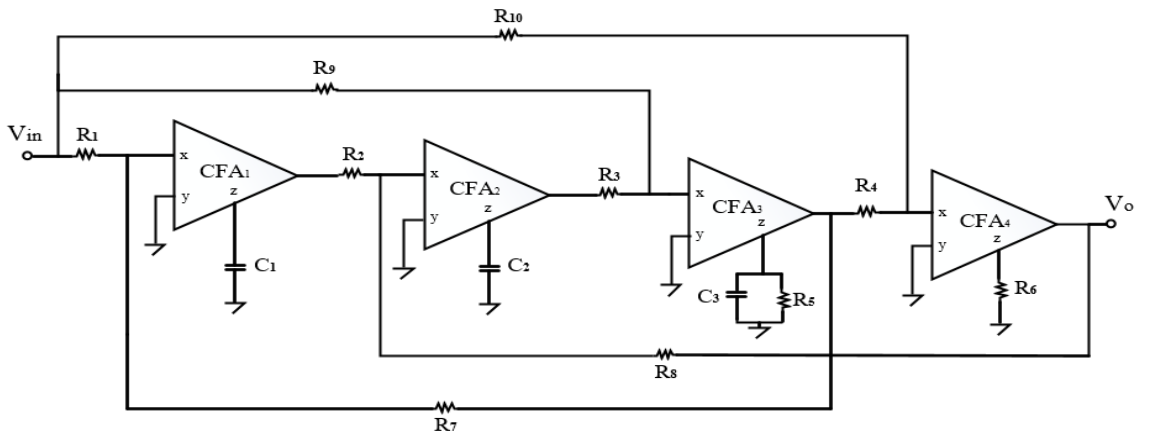 R10
R9
Vin
R1
x
CFA1
z
y
C1
R2
x
CFA2
z
y
C2
R3
x
CFA3
z
y
C3
R5
R4
x
CFA4
z
y
R6
Vo
R8
R7